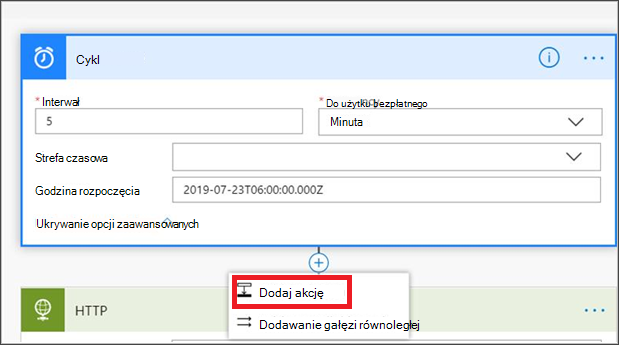 Cykl
* Interwał
* Do użytku bezpłatnego
5
Minuta
Strefa czasowa
Godzina rozpoczęcia
2019-07-23T06:00:00.000Z
Ukrywanie opcji zaawansowanych
Dodaj akcję
HTTP
Dodawanie gałęzi równoległej